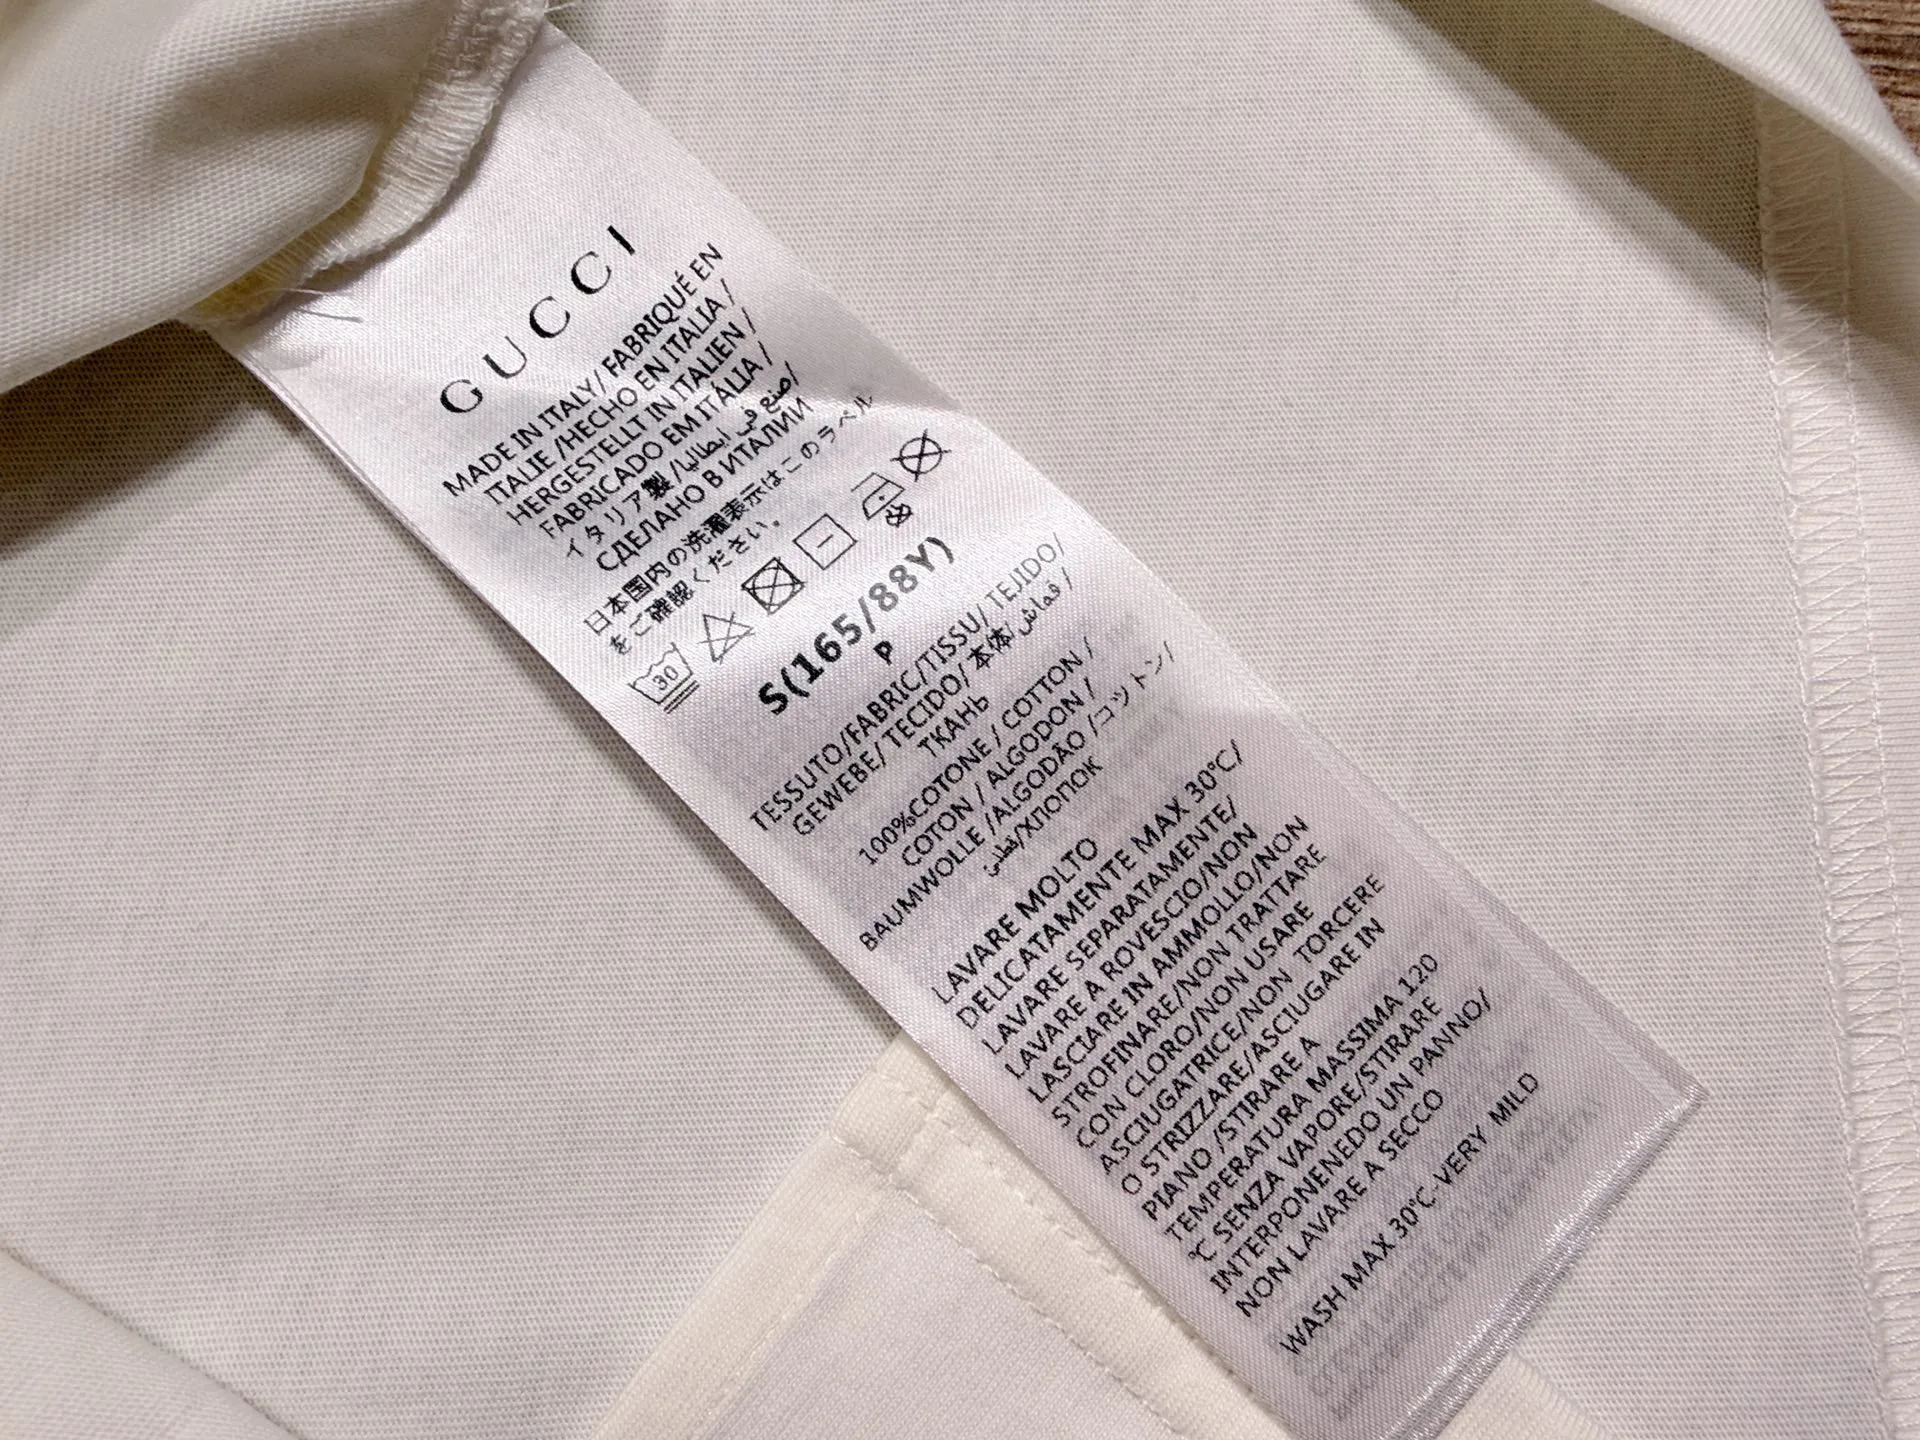 GUCCI
MADE IN ITALY/ FABRIQUÉ EN
ITALIE /HECHO EN ITALIA /
HERGESTELLT IN ITALIEN /
FABRICADO EM ITÁLIA /
イタリア製 /صنع في ايطاليا/
СДЕЛАНО В ИТАЛИИ
日本国内の洗濯表示はこのラベル
をご確認ください。
30
S(165/88Y)
P
TESSUTO/FABRIC/TISSU/ TEJIDO/
GEWEBE/ TECIDO/ 本体/قماش /
ТКАНЬ
100%COTONE / COTTON /
COTON / ALGODON /
BAUMWOLLE /ALGODÃO /コットン/
قطني/ХЛОПОК
LAVARE MOLTO
DELICATAMENTE MAX 30℃/
LAVARE SEPARATAMENTE/
LAVARE A ROVESCIO/NON
LASCIARE IN AMMOLLO/NON
STROFINARE/NON TRATTARE
CON CLORO/NON USARE
ASCIUGATRICE/NON TORCERE
O STRIZZARE/ASCIUGARE IN
PIANO /STIRARE A
TEMPERATURA MASSIMA 120
℃ SENZA VAPORE/STIRARE
INTERPONENEDO UN PANNO/
NON LAVARE A SECCO
WASH MAX 30℃-VERY MILD